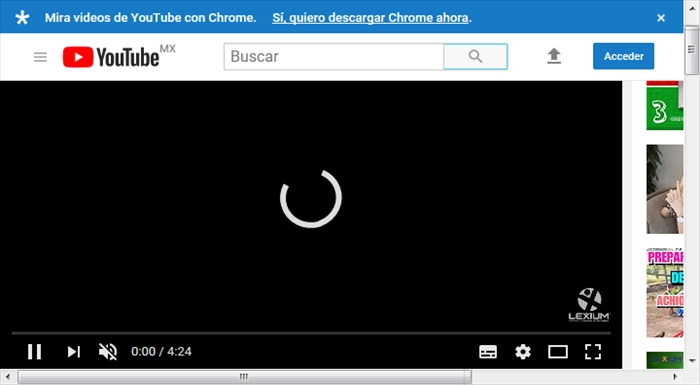 Mira videos de YouTube con Chrome. Sí, quiero descargar Chrome ahora.
YouTube MX
Buscar
Acceder
3
LEXIUM
PREPAR
DE
ACHIO
0:00 / 4:24